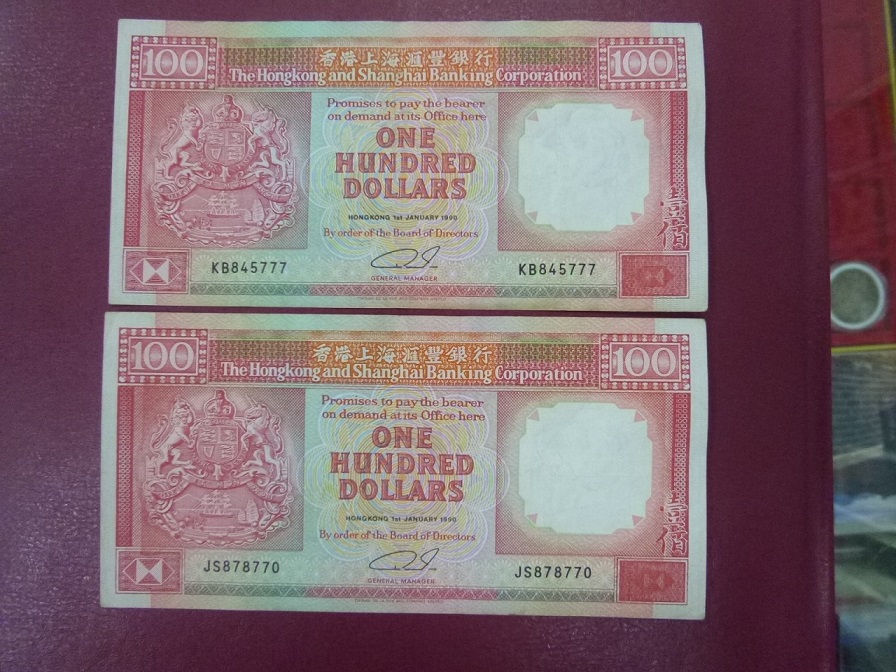 100 香港上海滙豐銀行 100
The Hongkong and Shanghai Banking Corporation
Promises to pay the bearer
on demand at its Office here
ONE
HUNDRED
DOLLARS
HONGKONG 1st JANUARY 1990
By order of the Board of Directors
壹佰
KB845777 KB845777
GENERAL MANAGER
100 香港上海滙豐銀行 100
The Hongkong and Shanghai Banking Corporation
Promises to pay the bearer
on demand at its Office here
ONE
HUNDRED
DOLLARS
HONGKONG 1st JANUARY 1990
By order of the Board of Directors
壹佰
JS878770 JS878770
GENERAL MANAGER